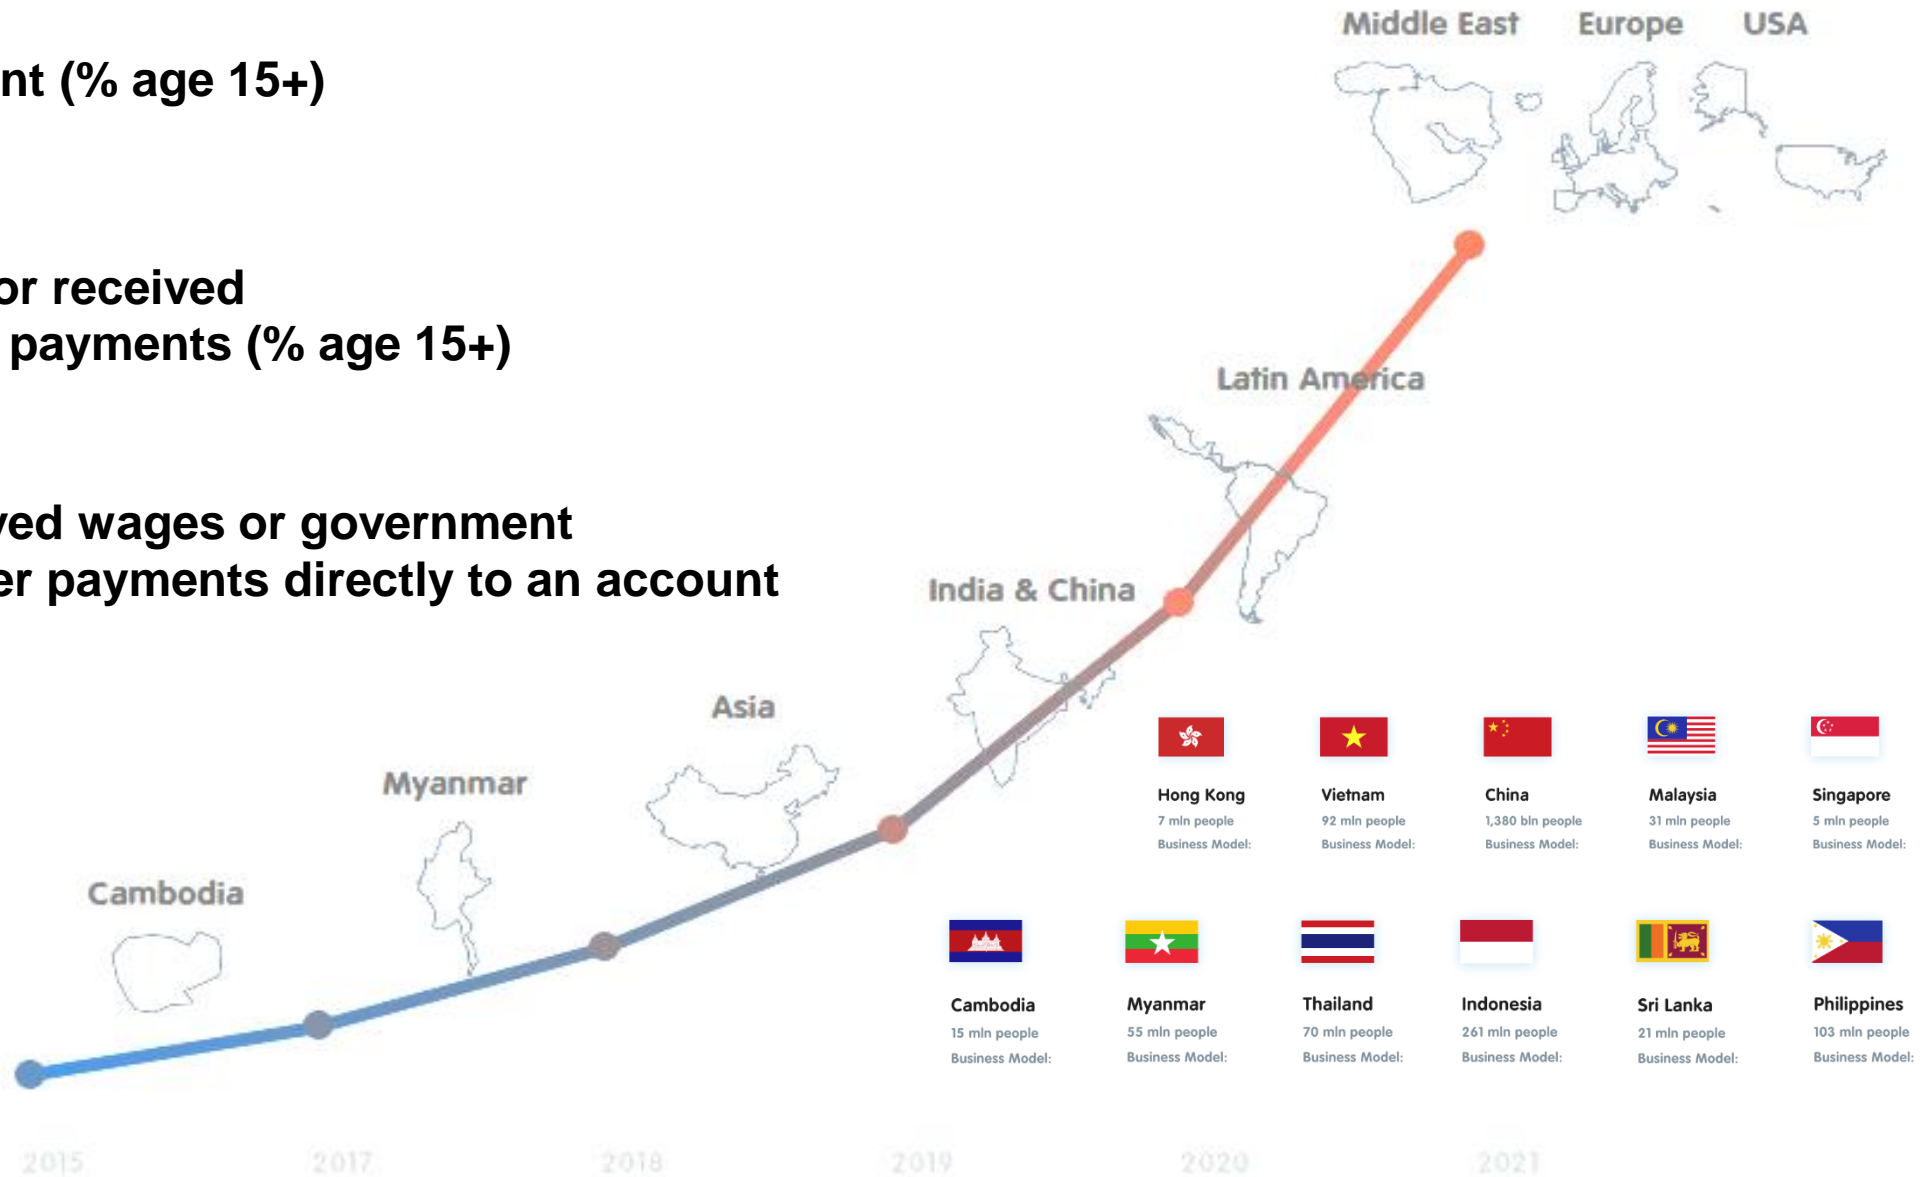 Middle East Europe USA
nt (% age 15+)
or received
payments (% age 15+)
Latin America
ved wages or government
er payments directly to an account
India & China
Asia
Myanmar
Cambodia
Hong Kong Vietnam China Malaysia Singapore
7 mln people 92 mln people 1,380 bln people 31 mln people 5 mln people
Business Model: Business Model: Business Model: Business Model: Business Model:
Cambodia Myanmar Thailand Indonesia Sri Lanka Philippines
15 mln people 55 mln people 70 mln people 261 mln people 21 mln people 103 mln people
Business Model: Business Model: Business Model: Business Model: Business Model: Business Model:
2015 2017 2018 2019 2020 2021